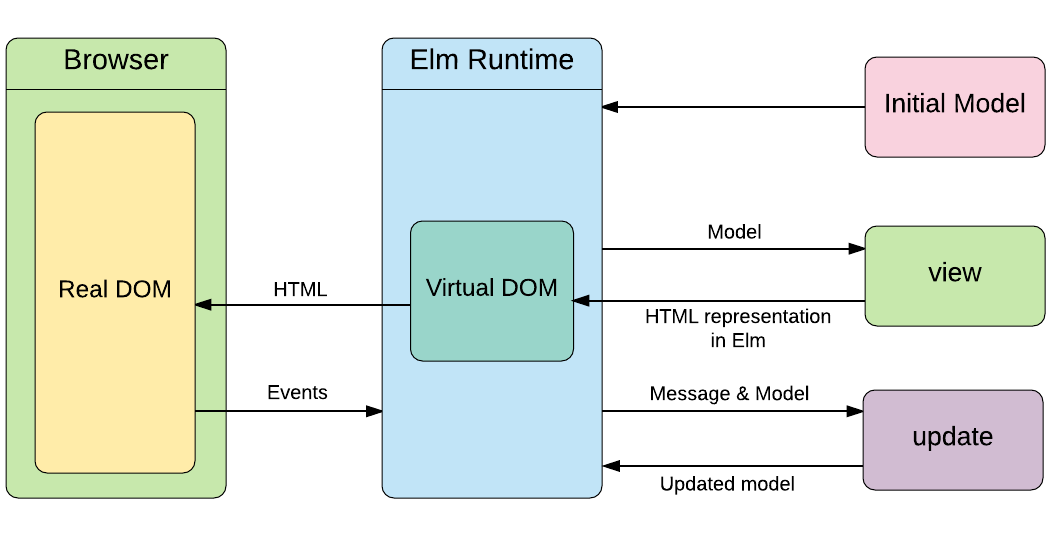 Browser
Elm Runtime
Initial Model
Model
view
Real DOM
HTML
Virtual DOM
HTML representation
in Elm
Events
Message & Model
update
Updated model